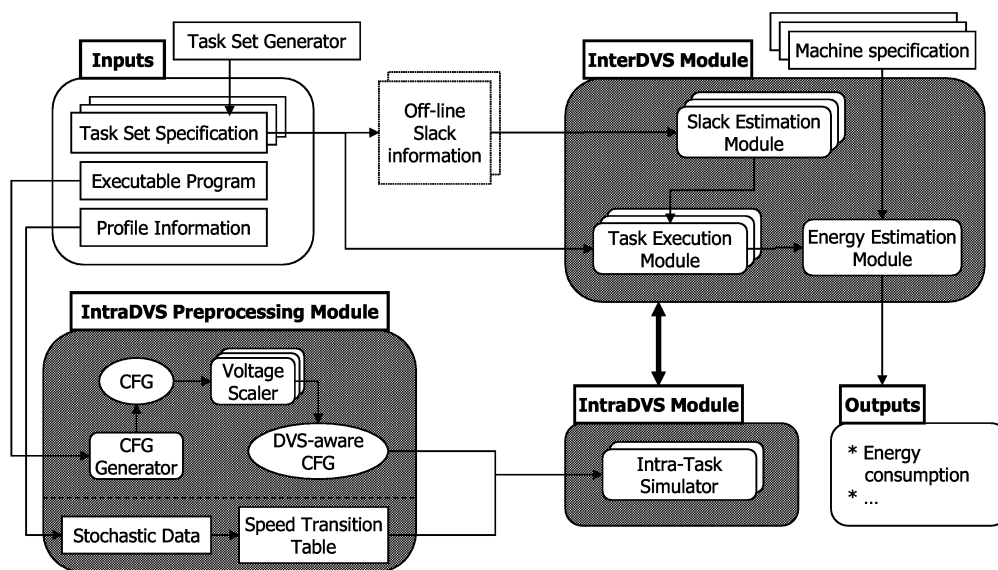 Task Set Generator
Inputs
InterDVS Module
Machine specification
Task Set Specification
Off-line
Slack
information
Slack Estimation
Module
Executable Program
Profile Information
Task Execution
Module
Energy Estimation
Module
IntraDVS Preprocessing Module
CFG
Voltage
Scaler
CFG
Generator
DVS-aware
CFG
Stochastic Data
Speed Transition
Table
IntraDVS Module
Intra-Task
Simulator
Outputs
* Energy
consumption
* ...